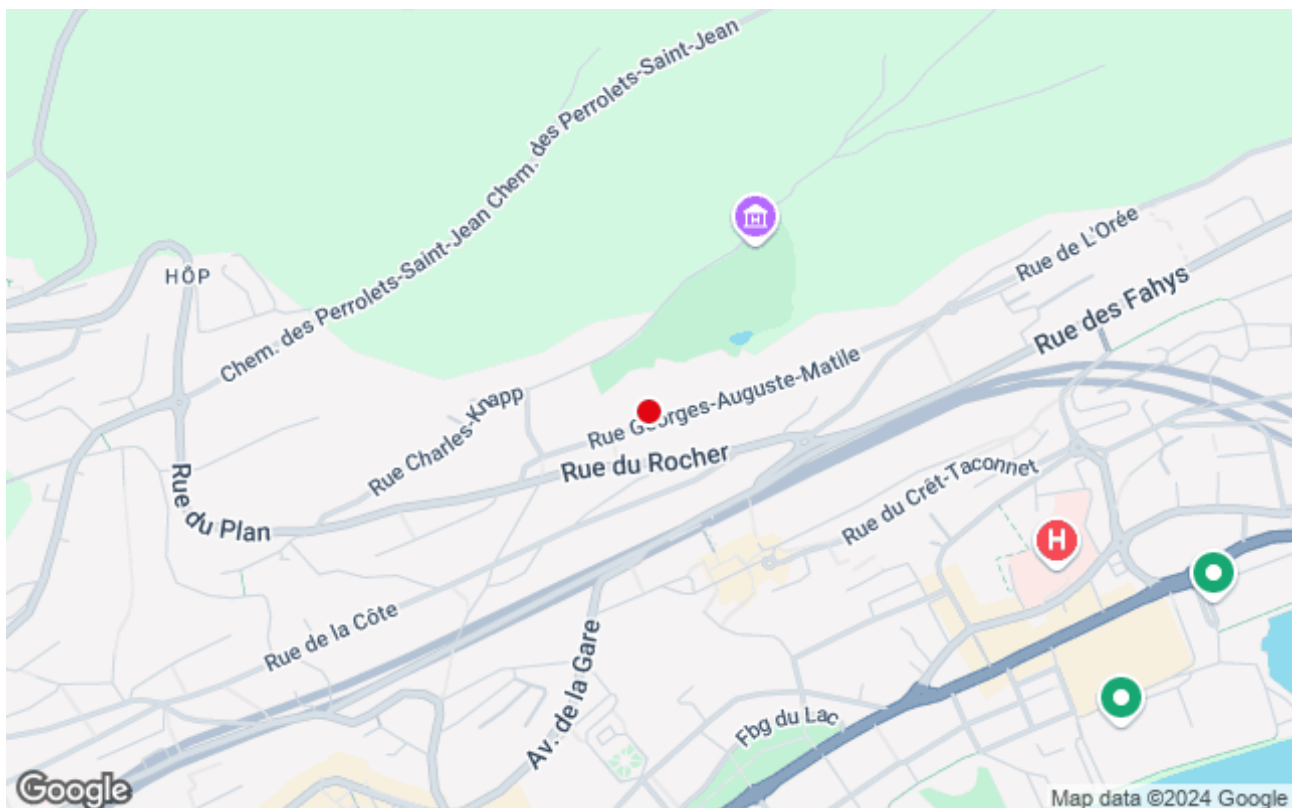 Chem. des Perrolets-Saint-Jean
Chem. des Perrolets-Saint-Jean
HÔP
H
Rue de L'Orée
Rue des Fahys
Rue Georges-Auguste-Matile
Rue Charles-Knapp
Rue du Rocher
Rue du Plan
Rue du Crêt-Taconnet
H
Rue de la Côte
Av. de la Gare
Fbg du Lac
Google
Map data ©2024 Google